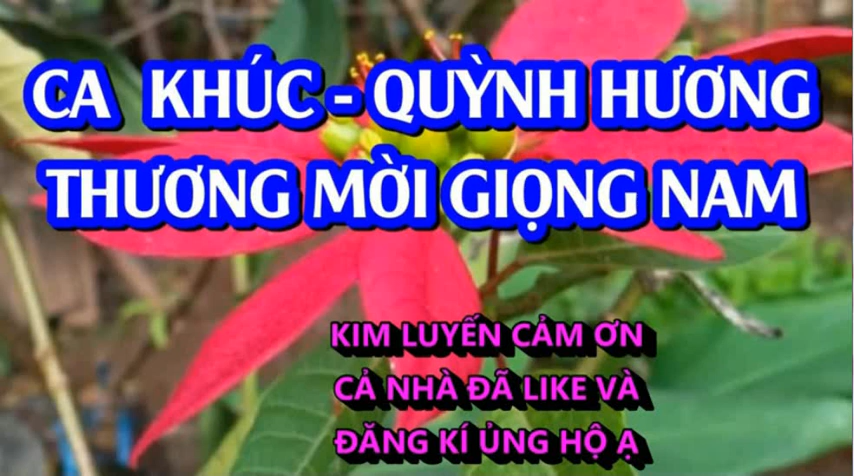 CA KHÚC - QUỲNH HƯƠNG
THƯƠNG MỜI GIỌNG NAM
KIM LUYẾN CẢM ƠN
CẢ NHÀ ĐÃ LIKE VÀ
ĐĂNG KÍ ỦNG HỘ Ạ